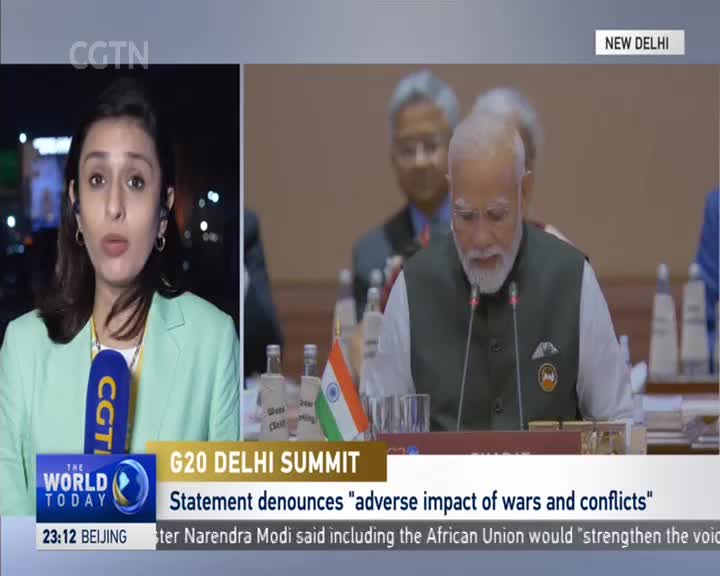 CGTN
NEW DELHI
CGTN
G20 DELHI SUMMIT
THE
WORLD
TODAY
Statement denounces "adverse impact of wars and conflicts"
23:12 BEIJING
ster Narendra Modi said including the African Union would "strengthen the voi